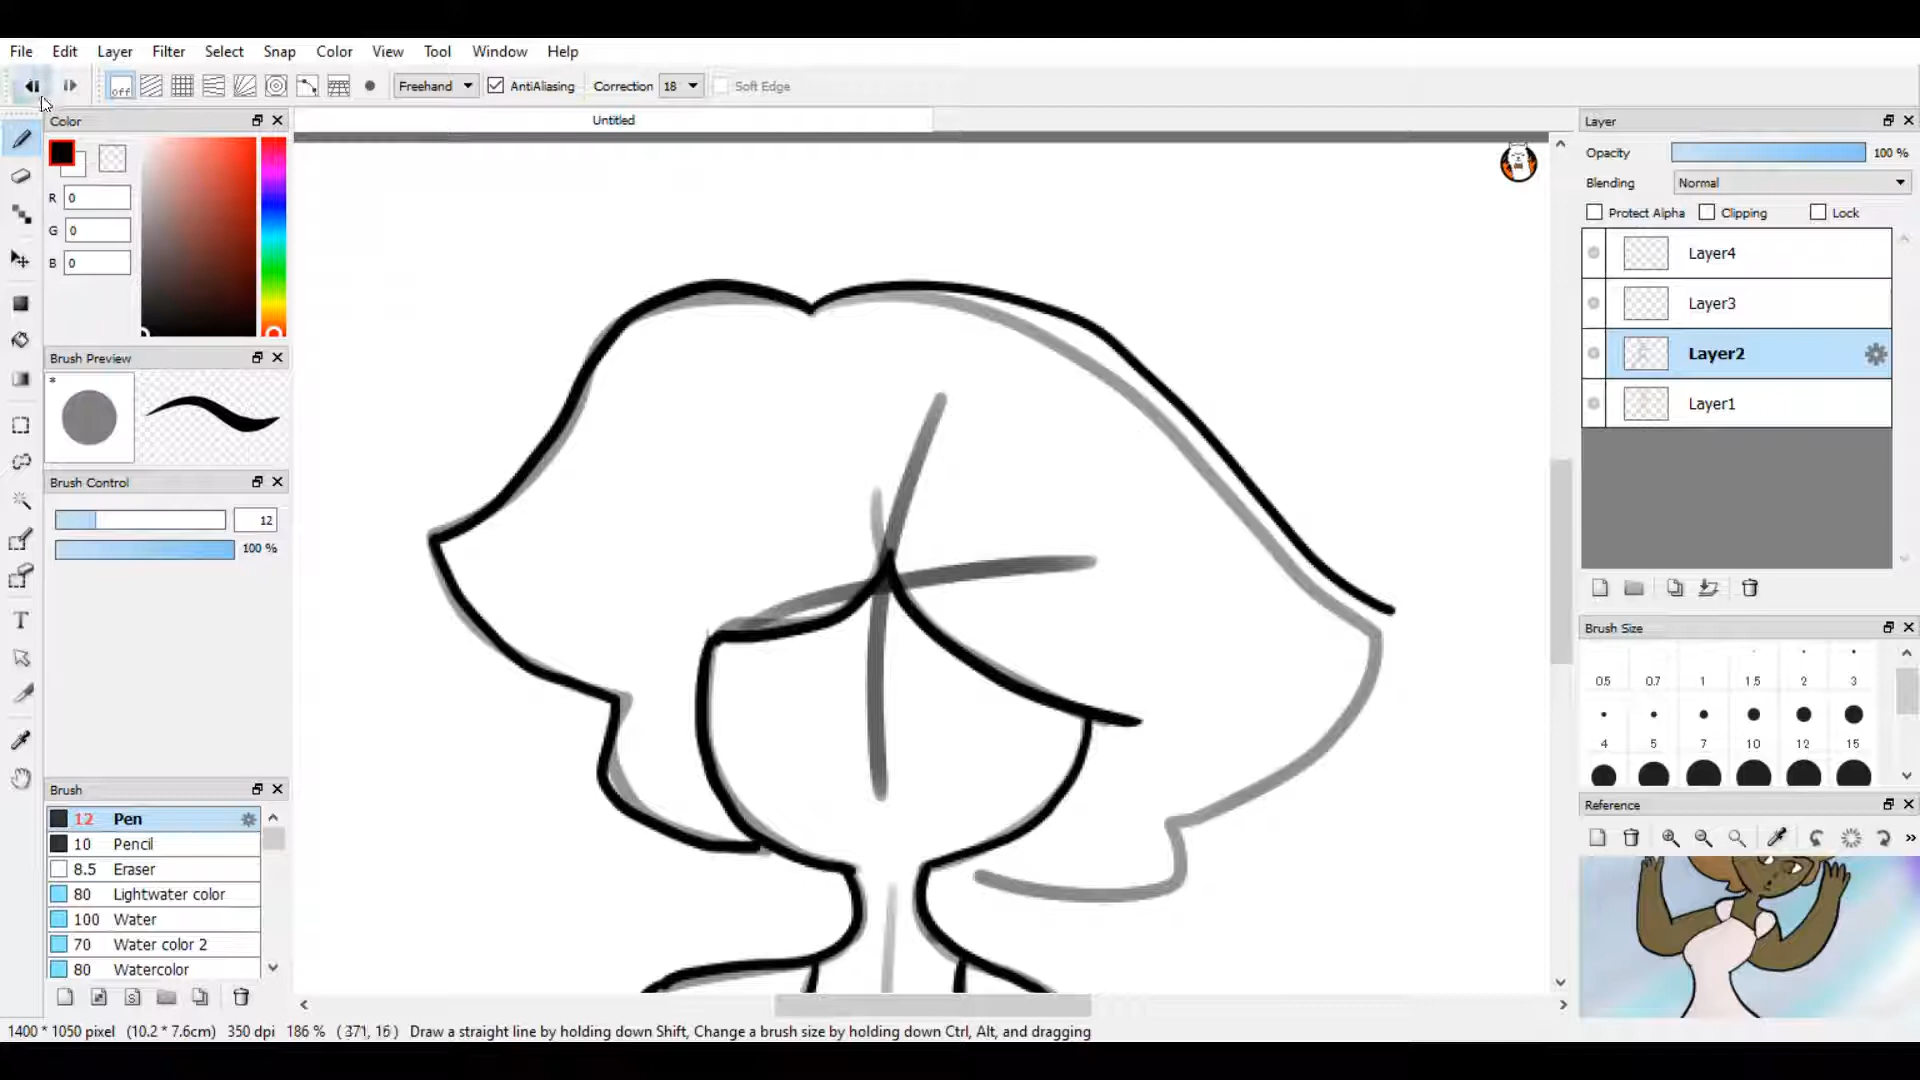 File Edit Layer Filter Select Snap Color View Tool Window Help
off Freehand AntiAliasing Correction 18 Soft Edge
Color
Untitled
Layer
R 0
G 0
B 0
Opacity 100 %
Blending Normal
Protect Alpha Clipping Lock
Layer4
Layer3
Layer2
Layer1
Brush Preview
*
Brush Control
12
100 %
Brush Size
0.5 0.7 1 1.5 2 3
4 5 7 10 12 15
Brush
12 Pen
10 Pencil
8.5 Eraser
80 Lightwater color
100 Water
70 Water color 2
80 Watercolor
Reference
T
S
»
1400 * 1050 pixel (10.2 * 7.6cm) 350 dpi 186 % ( 371, 16 ) Draw a straight line by holding down Shift, Change a brush size by holding down Ctrl, Alt, and dragging